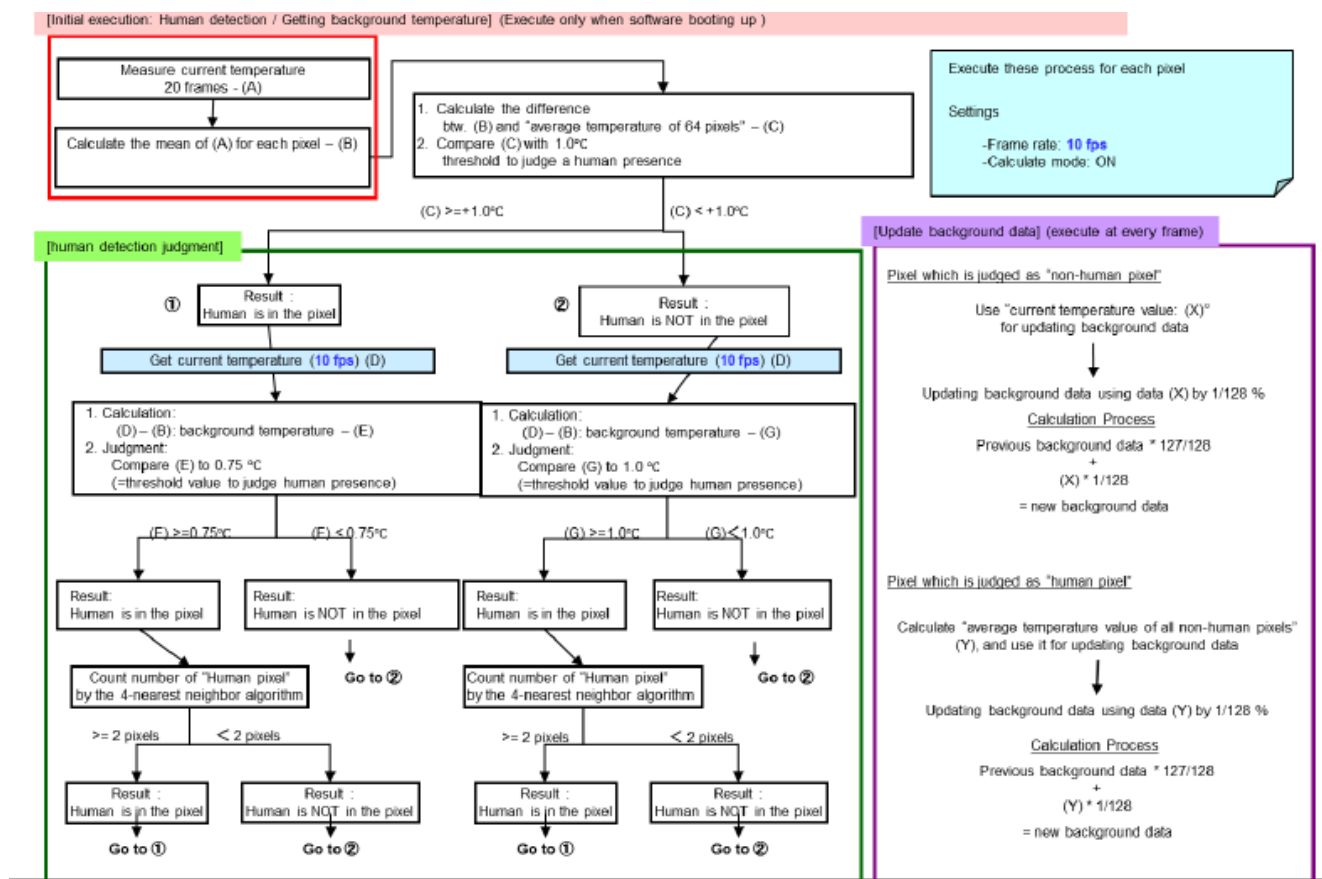 [Initial execution: Human detection / Getting background temperature] (Execute only when software booting up )
Measure current temperature
20 frames - (A)
Calculate the mean of (A) for each pixel – (B)
1. Calculate the difference
btw. (B) and "average temperature of 64 pixels" – (C)
2. Compare (C) with 1.0℃
threshold to judge a human presence
Execute these process for each pixel
Settings
-Frame rate: 10 fps
-Calculate mode: ON
(C) >=+1.0℃
(C) < +1.0℃
[human detection judgment]
①
Result :
Human is in the pixel
②
Result :
Human is NOT in the pixel
Get current temperature (10 fps) (D)
Get current temperature (10 fps) (D)
1. Calculation:
(D) – (B): background temperature – (E)
2. Judgment:
Compare (E) to 0.75 ℃
(=threshold value to judge human presence)
1. Calculation:
(D) – (B): background temperature – (G)
2. Judgment:
Compare (G) to 1.0 ℃
(=threshold value to judge human presence)
(E) >=0.75℃
(E) < 0.75℃
(G) >=1.0℃
(G)< 1.0℃
Result:
Human is in the pixel
Result:
Human is NOT in the pixel
Result:
Human is in the pixel
Result:
Human is NOT in the pixel
Go to ②
Go to ②
Count number of "Human pixel"
by the 4-nearest neighbor algorithm
Count number of "Human pixel"
by the 4-nearest neighbor algorithm
>= 2 pixels
< 2 pixels
>= 2 pixels
< 2 pixels
Result :
Human is in the pixel
Result :
Human is NOT in the pixel
Result :
Human is in the pixel
Result :
Human is NOT in the pixel
Go to ①
Go to ②
Go to ①
Go to ②
[Update background data] (execute at every frame)
Pixel which is judged as "non-human pixel"
Use "current temperature value: (X)"
for updating background data
Updating background data using data (X) by 1/128 %
Calculation Process
Previous background data * 127/128
+
(X) * 1/128
= new background data
Pixel which is judged as "human pixel"
Calculate "average temperature value of all non-human pixels"
(Y), and use it for updating background data
Updating background data using data (Y) by 1/128 %
Calculation Process
Previous background data * 127/128
+
(Y) * 1/128
= new background data